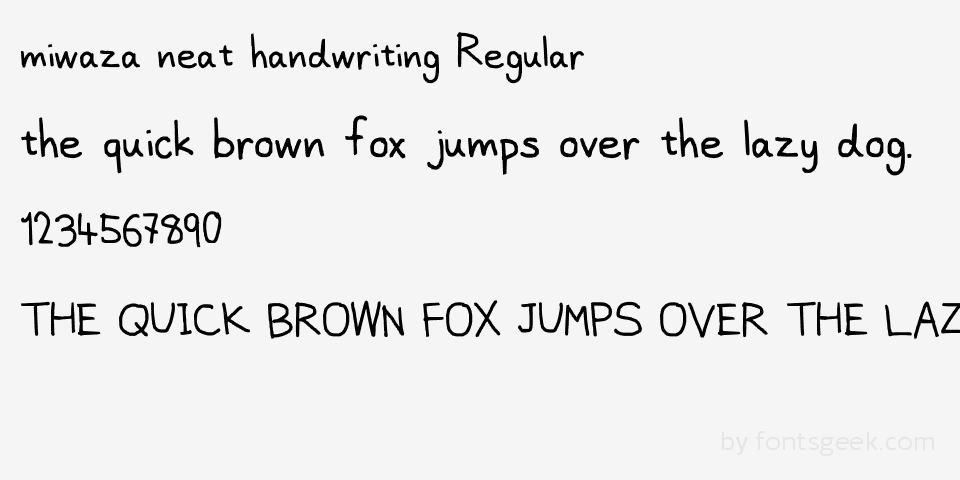 miwaza neat handwriting Regular
the quick brown fox jumps over the lazy dog.
1234567890
THE QUICK BROWN FOX JUMPS OVER THE LAZ
by fontsgeek.com